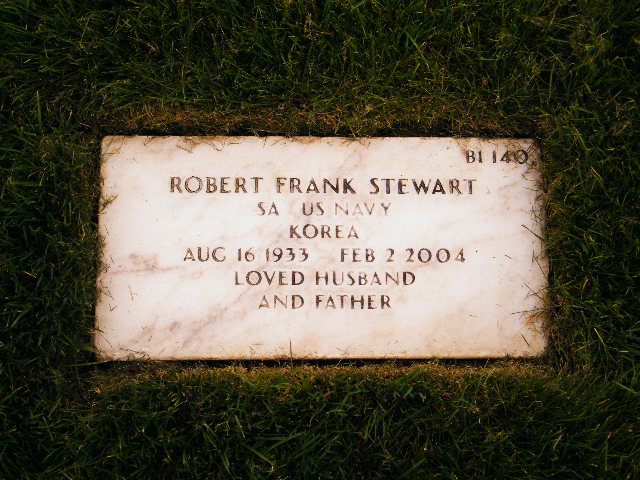 B1 140
ROBERT FRANK STEWART
SA US NAVY
KOREA
AUG 16 1933 FEB 2 2004
LOVED HUSBAND
AND FATHER